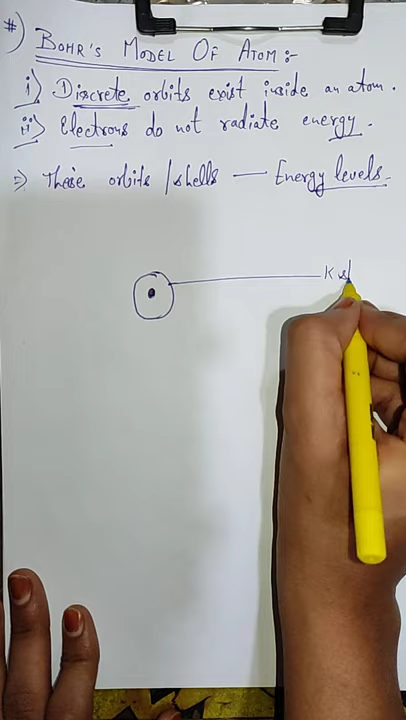 #) BOHR'S MODEL OF ATOM :-
i) Discrete orbits exist inside an atom.
ii) Electrons do not radiate energy.
=> These orbits / shells — Energy levels.
K sh